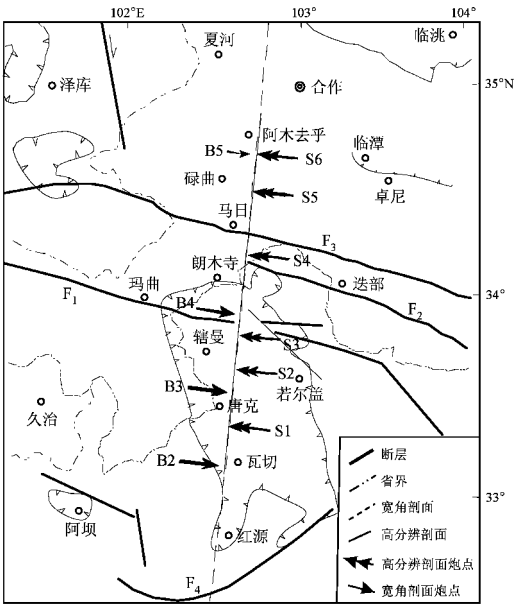 102°E
103°
104°
夏河
临洮
泽库
合作
35°N
阿木去乎
B5
S6
临潭
碌曲
S5
卓尼
马日
F3
S4
郎木寺
迭部
玛曲
34°
F1
B4
F2
辖曼
S3
S2
B3
若尔盖
久治
唐克
S1
B2
瓦切
33°
阿坝
红源
F4
断层
省界
宽角剖面
高分辨剖面
高分辨剖面炮点
宽角剖面炮点